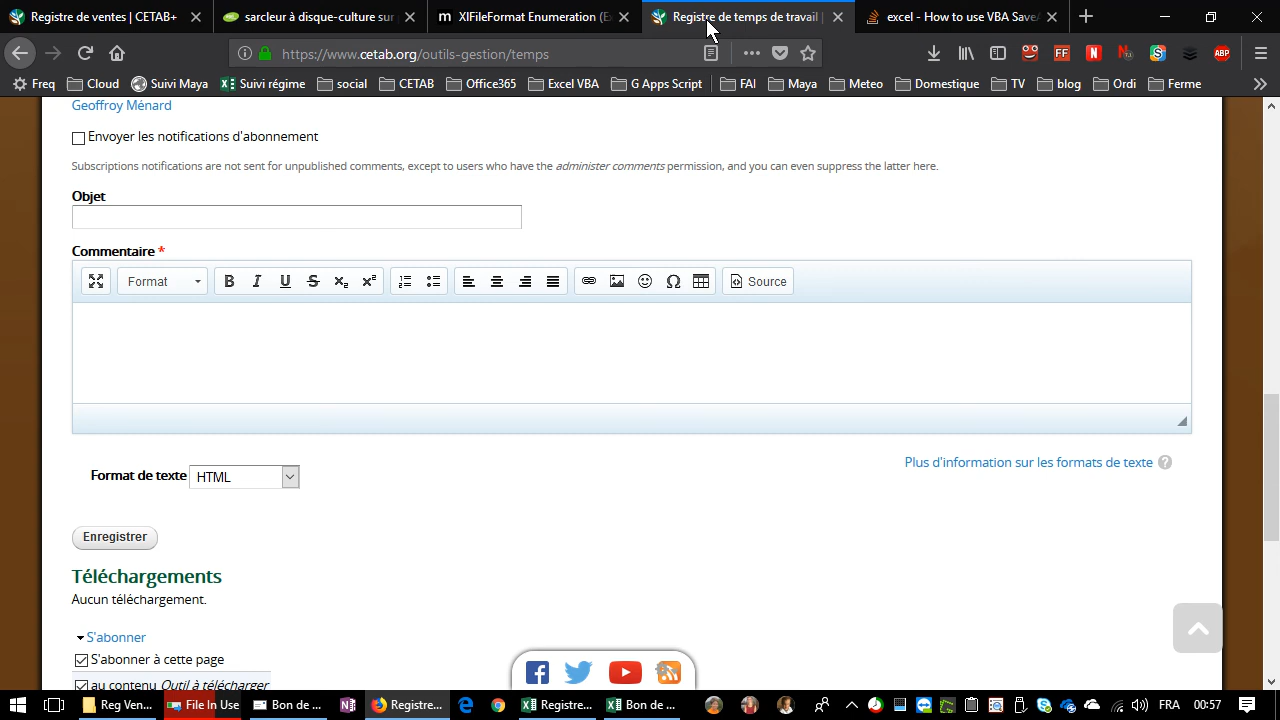 Registre de ventes | CETAB+
sarcleur à disque-culture sur
XlFileFormat Enumeration (E
Registre de temps de travail |
excel - How to use VBA SaveA
https://www.cetab.org/outils-gestion/temps
Freq Cloud Suivi Maya Suivi régime social CETAB Office365 Excel VBA G Apps Script FAI Maya Meteo Domestique TV blog Ordi Ferme
Geoffroy Ménard
Envoyer les notifications d'abonnement
Subscriptions notifications are not sent for unpublished comments, except to users who have the administer comments permission, and you can even suppress the latter here.
Objet
Commentaire *
Format B I U S x₂ x² Source
Format de texte HTML
Plus d'information sur les formats de texte ?
Enregistrer
Téléchargements
Aucun téléchargement.
S'abonner
S'abonner à cette page
au contenu Outil à télécharger
Reg Ven... File In Use Bon de ... Registre... Registre... Bon de ... FRA 00:57